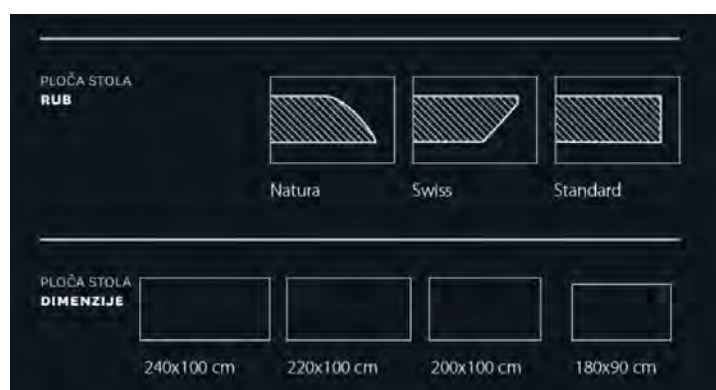 PLOČA STOLA
RUB
Natura Swiss Standard
PLOČA STOLA
DIMENZIJE
240x100 cm 220x100 cm 200x100 cm 180x90 cm